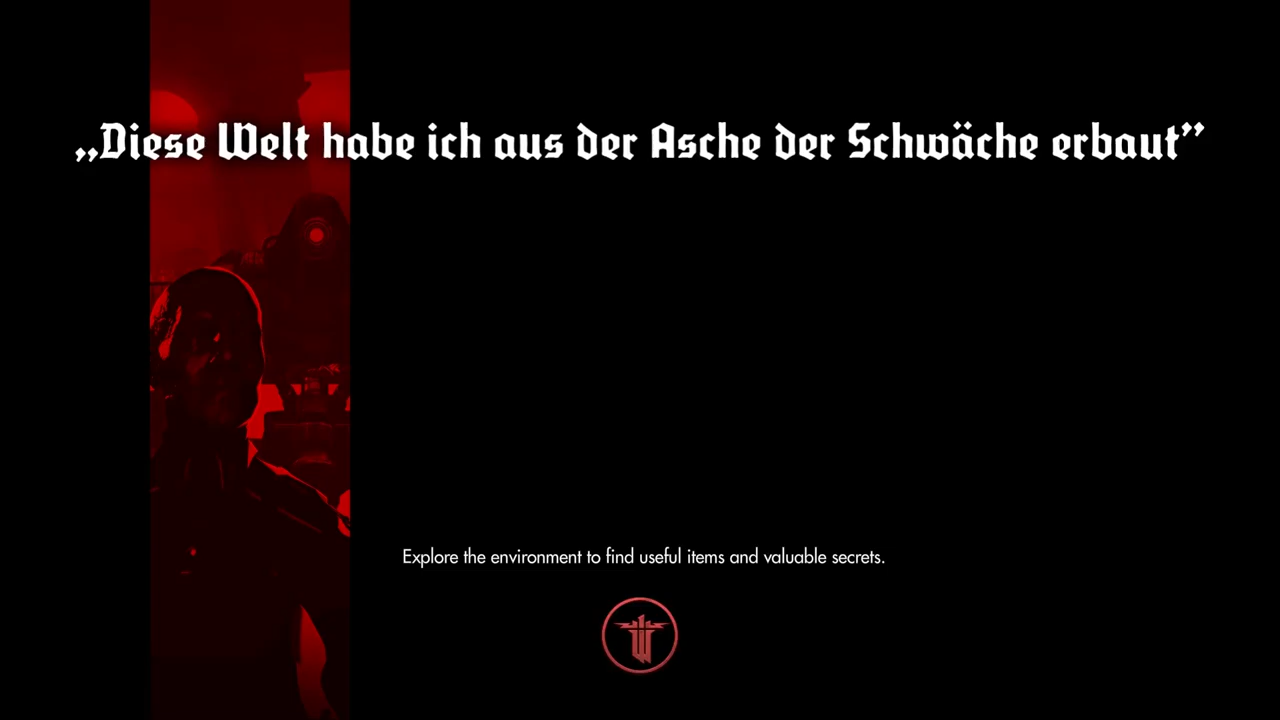 „Diese Welt habe ich aus der Asche der Schwäche erbaut”
Explore the environment to find useful items and valuable secrets.